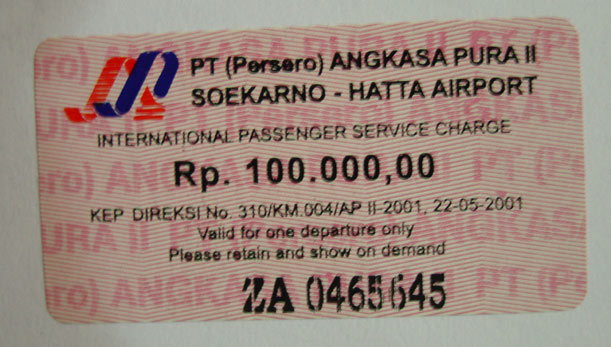 PT (Persero) ANGKASA PURA II
SOEKARNO - HATTA AIRPORT
INTERNATIONAL PASSENGER SERVICE CHARGE
Rp. 100.000,00
KEP DIREKSI No. 310/KM.004/AP II-2001, 22-05-2001
Valid for one departure only
Please retain and show on demand
ZA 0465645